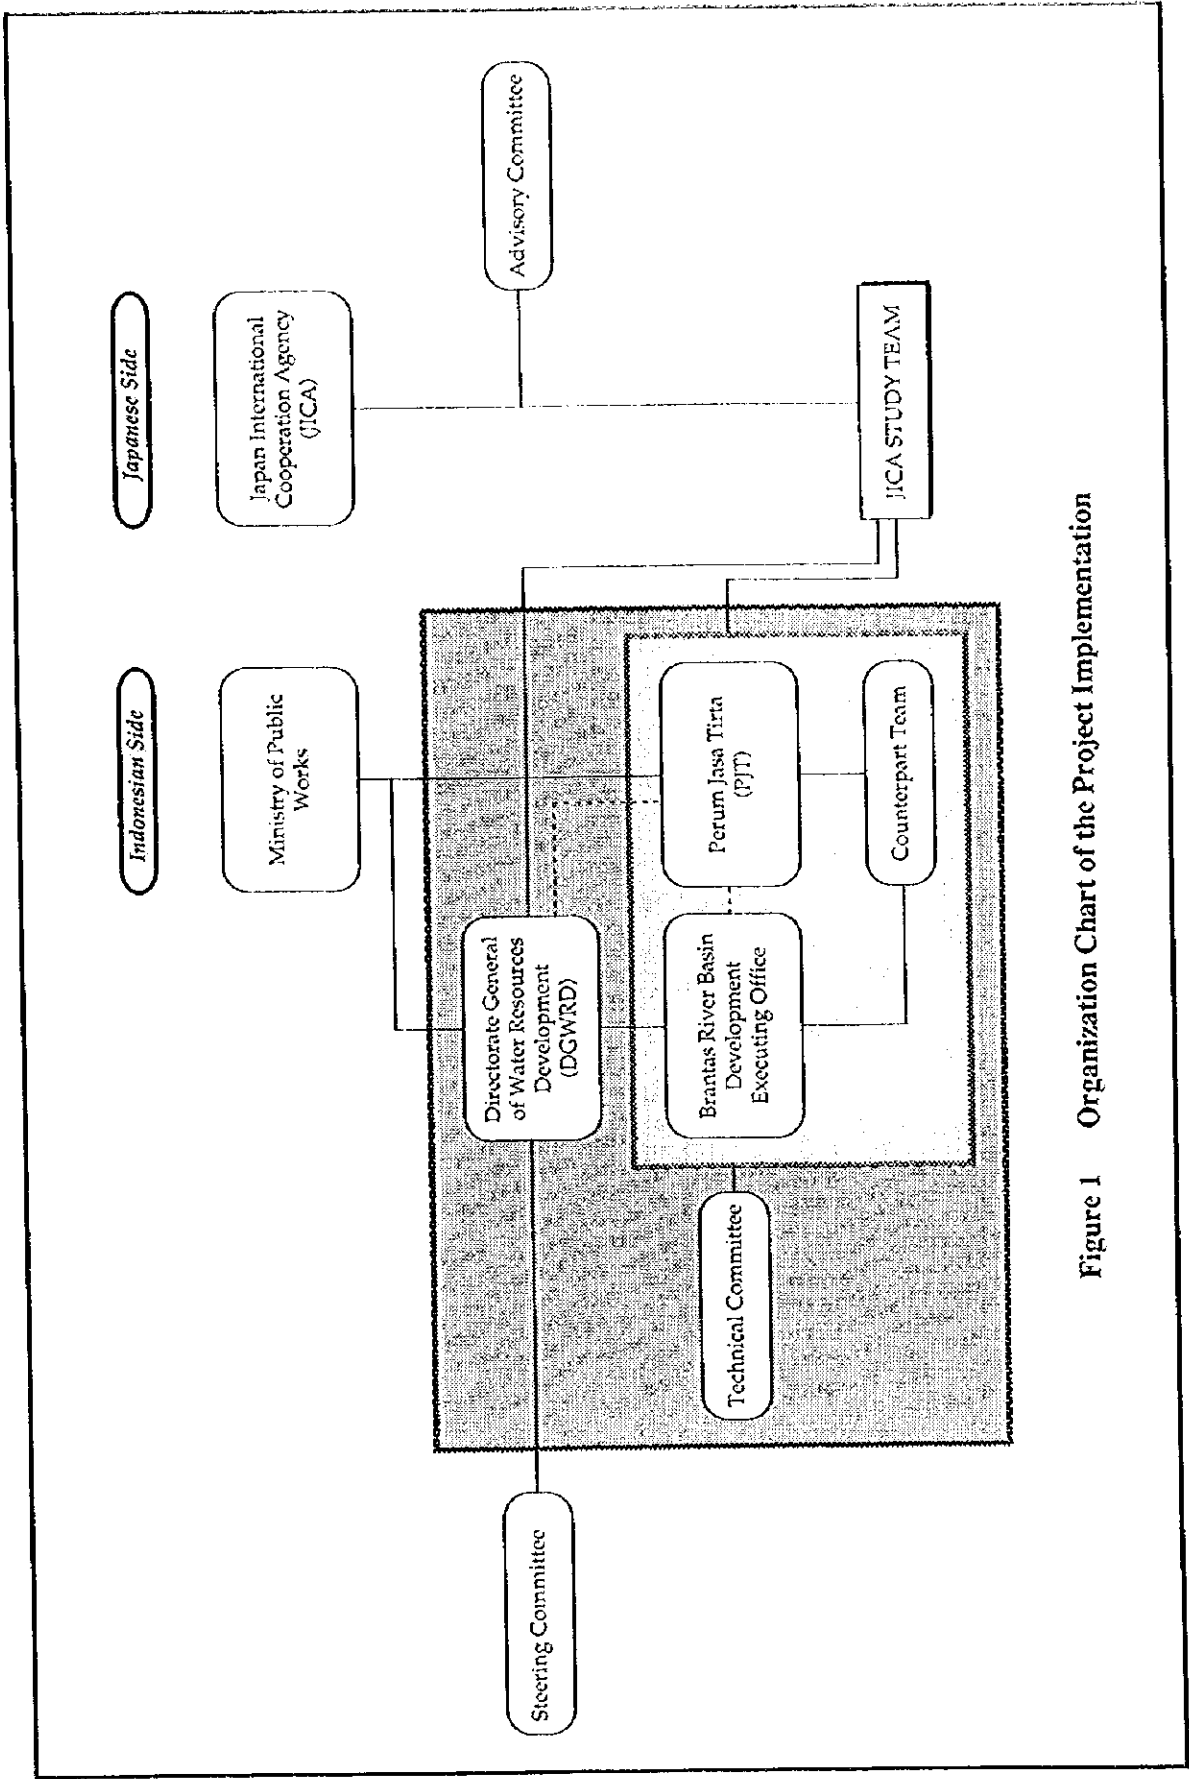 Indonesian Side
Japanese Side
Ministry of Public
Works
Japan International
Cooperation Agency
(JICA)
Steering Committee
Directorate General
of Water Resources
Development
(DGWRD)
Advisory Committee
Technical Committee
Brantas River Basin
Development
Executing Office
Perum Jasa Tirta
(PJT)
Counterpart Team
JICA STUDY TEAM
Figure 1 Organization Chart of the Project Implementation